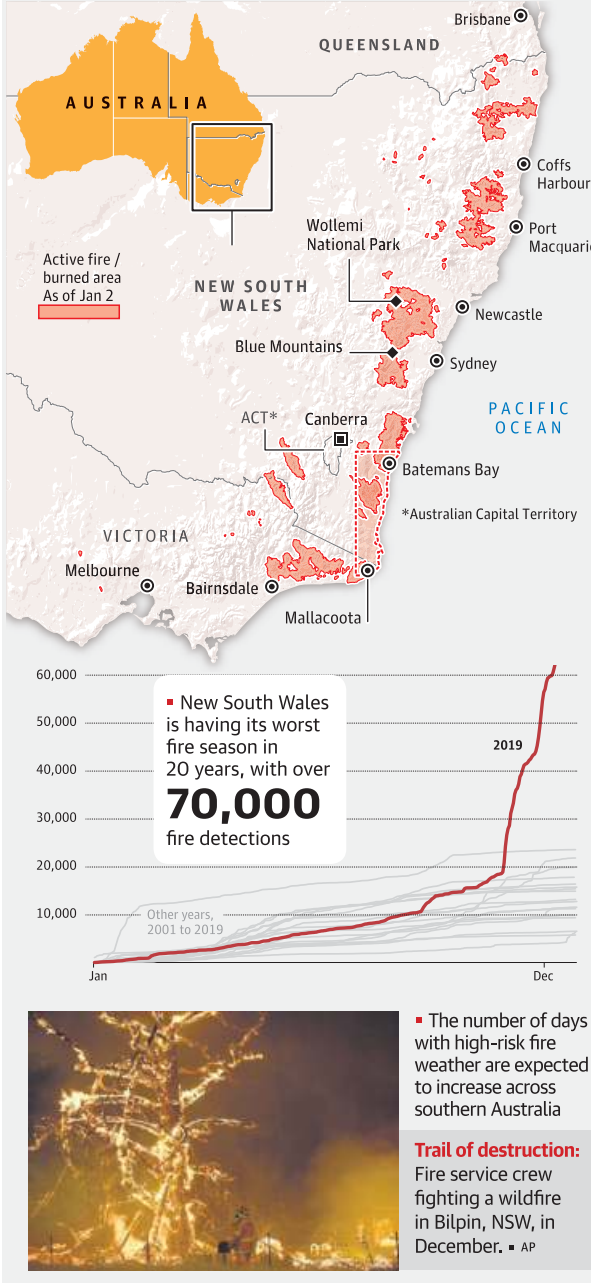 Brisbane
QUEENSLAND
AUSTRALIA
Coffs
Harbour
Wollemi
National Park
Port
Macquarie
Active fire /
burned area
As of Jan 2
NEW SOUTH
WALES
Newcastle
Blue Mountains
Sydney
PACIFIC
OCEAN
ACT*
Canberra
Batemans Bay
*Australian Capital Territory
VICTORIA
Melbourne
Bairnsdale
Mallacoota
60,000
50,000
40,000
30,000
20,000
10,000
▪ New South Wales
is having its worst
fire season in
20 years, with over
70,000
fire detections
2019
Other years,
2001 to 2019
Jan
Dec
▪ The number of days
with high-risk fire
weather are expected
to increase across
southern Australia
Trail of destruction:
Fire service crew
fighting a wildfire
in Bilpin, NSW, in
December. ▪ AP